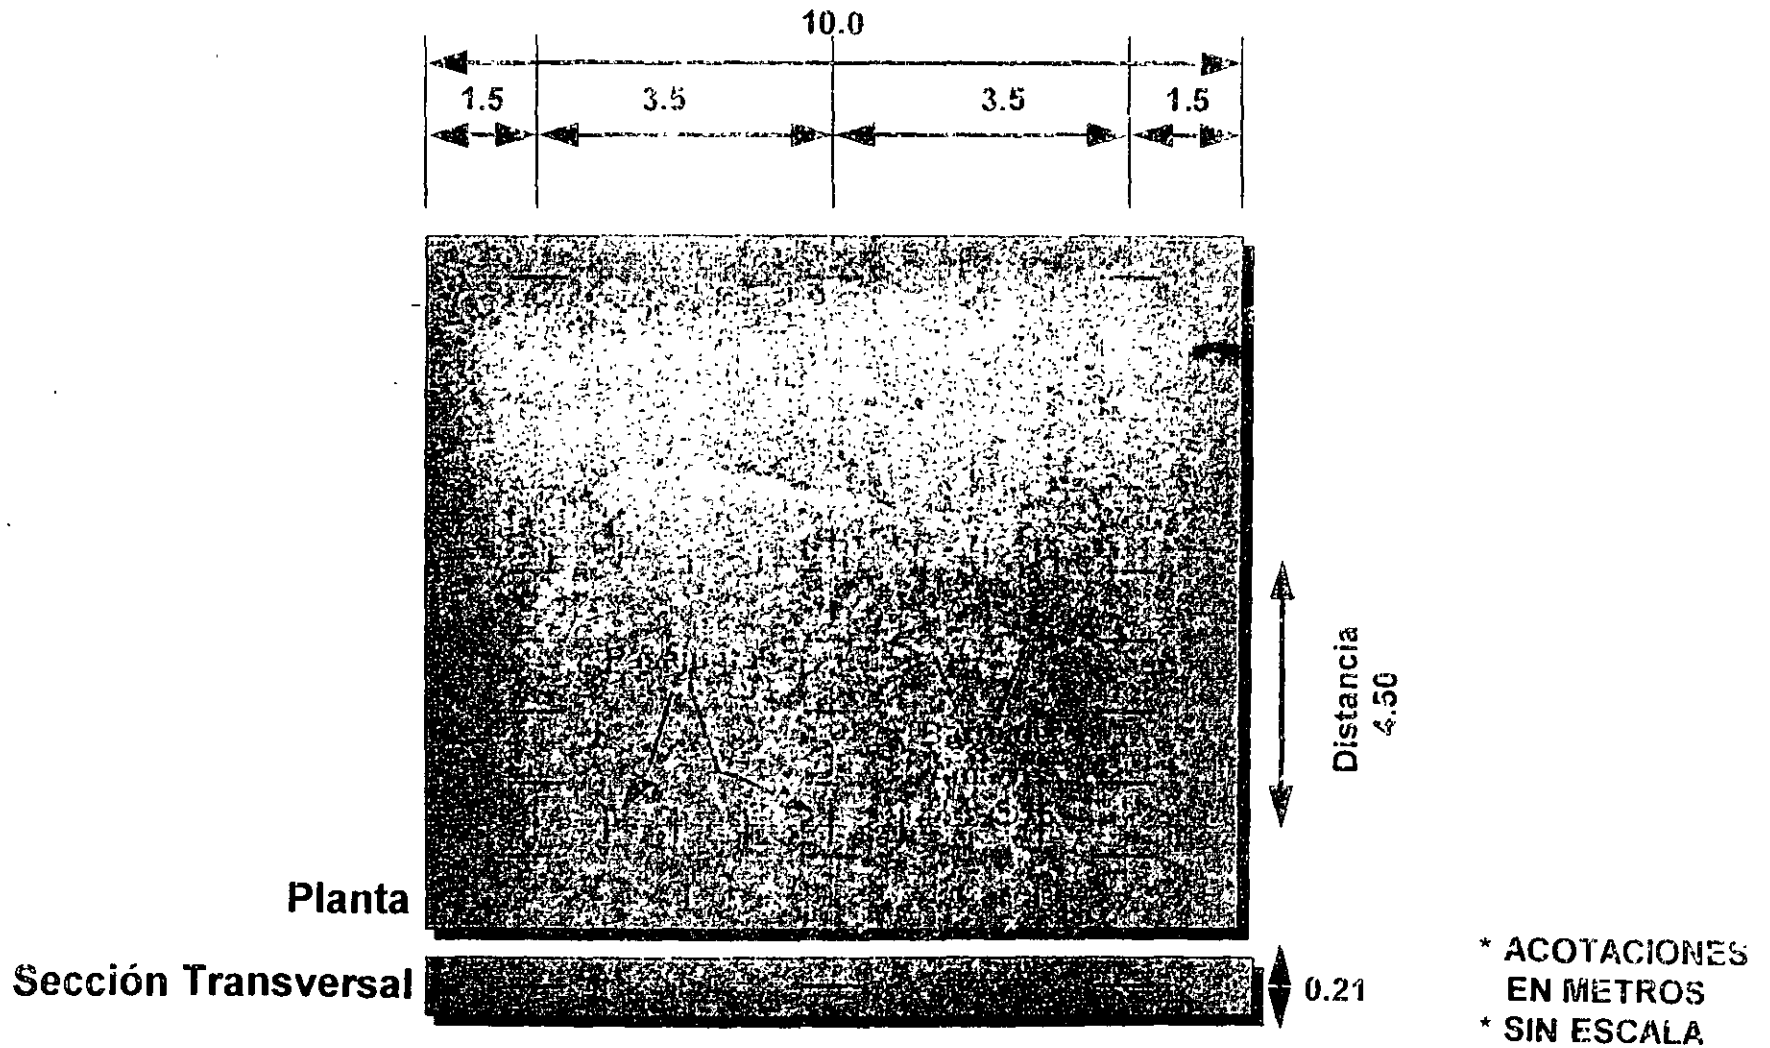 10.0
1.5 3.5 3.5 1.5
Distancia
4.50
Planta
Sección Transversal
0.21
* ACOTACIONES
EN METROS
* SIN ESCALA